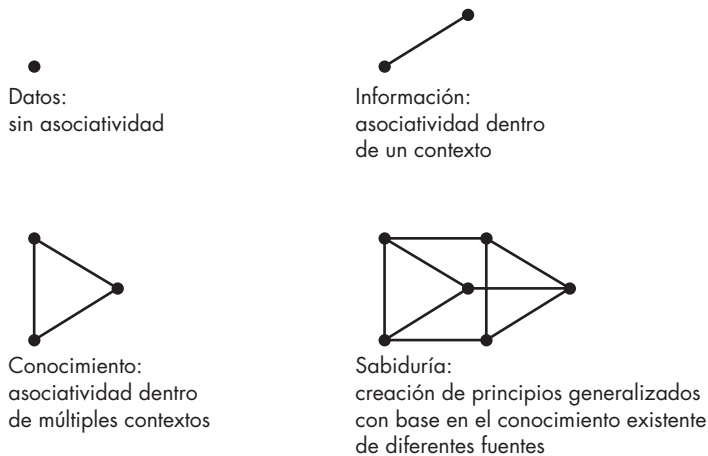 Datos:
sin asociatividad
Información:
asociatividad dentro
de un contexto
Conocimiento:
asociatividad dentro
de múltiples contextos
Sabiduría:
creación de principios generalizados
con base en el conocimiento existente
de diferentes fuentes